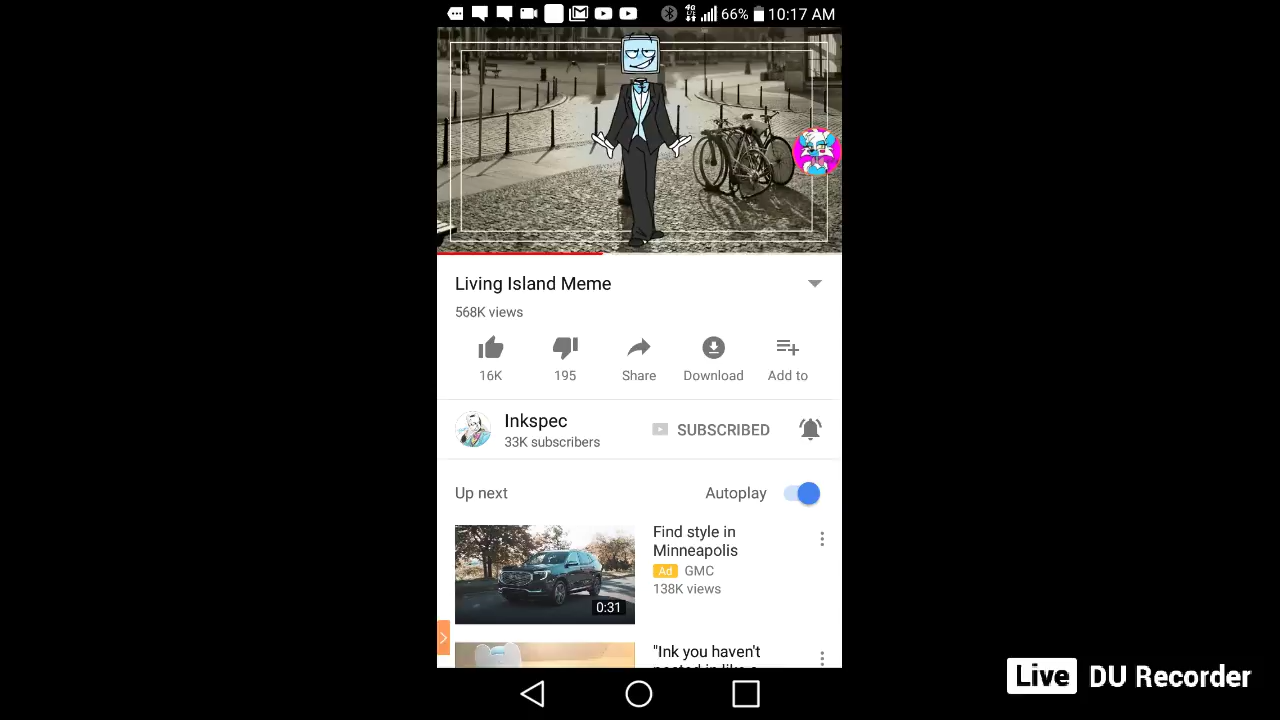 4G LTE 66% 10:17 AM
Living Island Meme
568K views
16K 195 Share Download Add to
Inkspec
33K subscribers
SUBSCRIBED
Up next Autoplay
Find style in
Minneapolis
Ad GMC
138K views
0:31
"Ink you haven't
Live DU Recorder